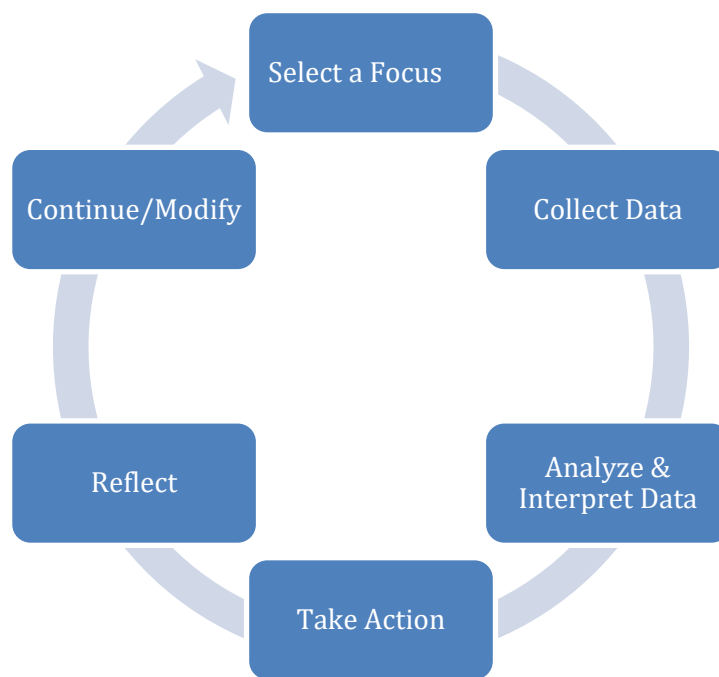 Select a Focus
Collect Data
Analyze &
Interpret Data
Take Action
Reflect
Continue/Modify